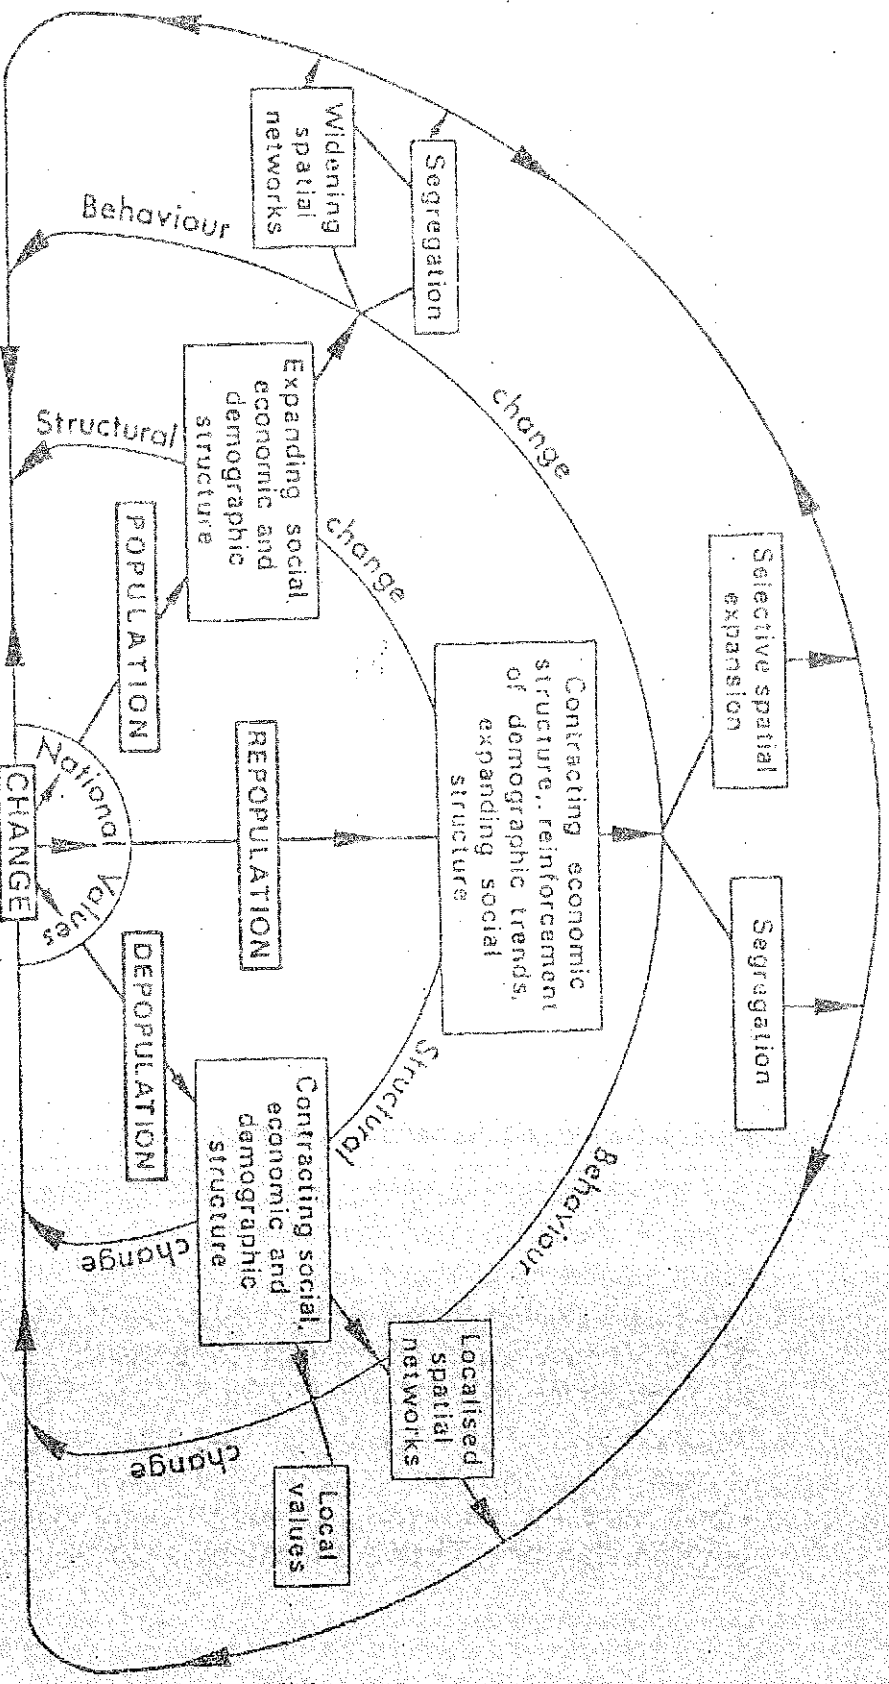 Selective spatial
expansion
Segregation
Contracting economic
structure, reinforcement
of demographic trends,
expanding social
structure
change
Behaviour
Segregation
Widening
spatial
networks
Behaviour
Localised
spatial
networks
Local
values
change
Expanding social,
economic and
demographic
structure
change
Structural
Structural
Contracting social,
economic and
demographic
structure
change
REPOPULATION
POPULATION
DEPOPULATION
National Values
CHANGE